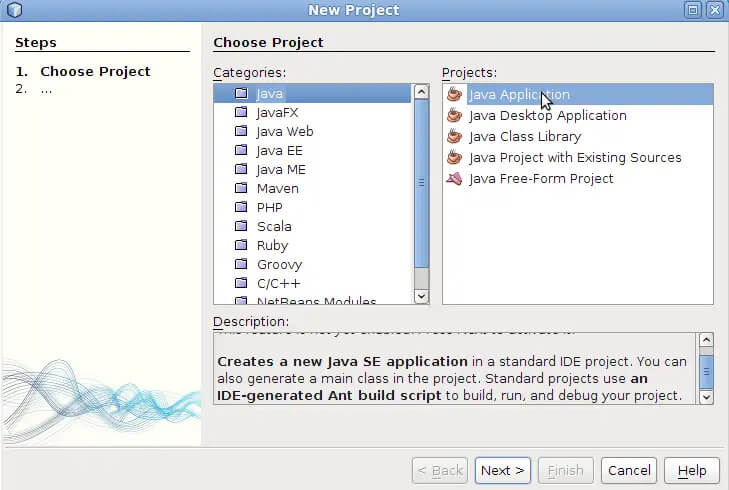 New Project
Steps
1. Choose Project
2. ...
Choose Project
Categories:
Java
JavaFX
Java Web
Java EE
Java ME
Maven
PHP
Scala
Ruby
Groovy
C/C++
NetBeans Modules
Projects:
Java Application
Java Desktop Application
Java Class Library
Java Project with Existing Sources
Java Free-Form Project
Description:
Creates a new Java SE application in a standard IDE project. You can
also generate a main class in the project. Standard projects use an
IDE-generated Ant build script to build, run, and debug your project.
< Back
Next >
Finish
Cancel
Help